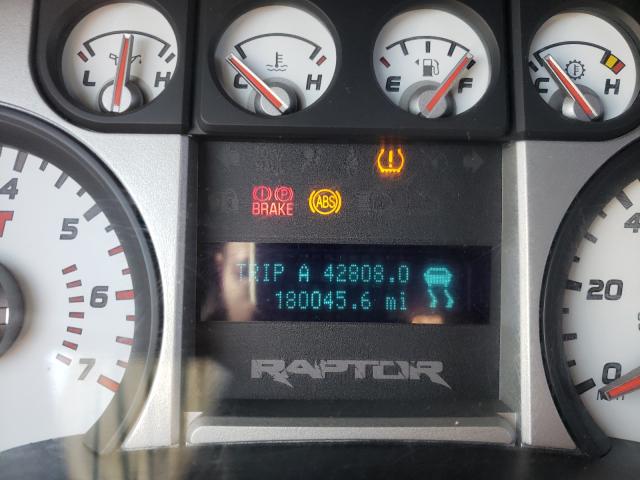 L H
C H
E F
C H
4
5
6
7
BRAKE
ABS
TRIP A 42808.0
180045.6 mi
RAPTOR
20
0